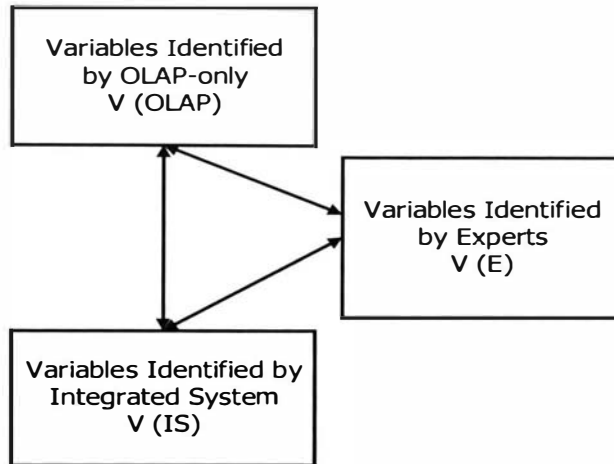 Variables Identified
by OLAP-only
V (OLAP)
Variables Identified
by Experts
V (E)
Variables Identified by
Integrated System
V (IS)